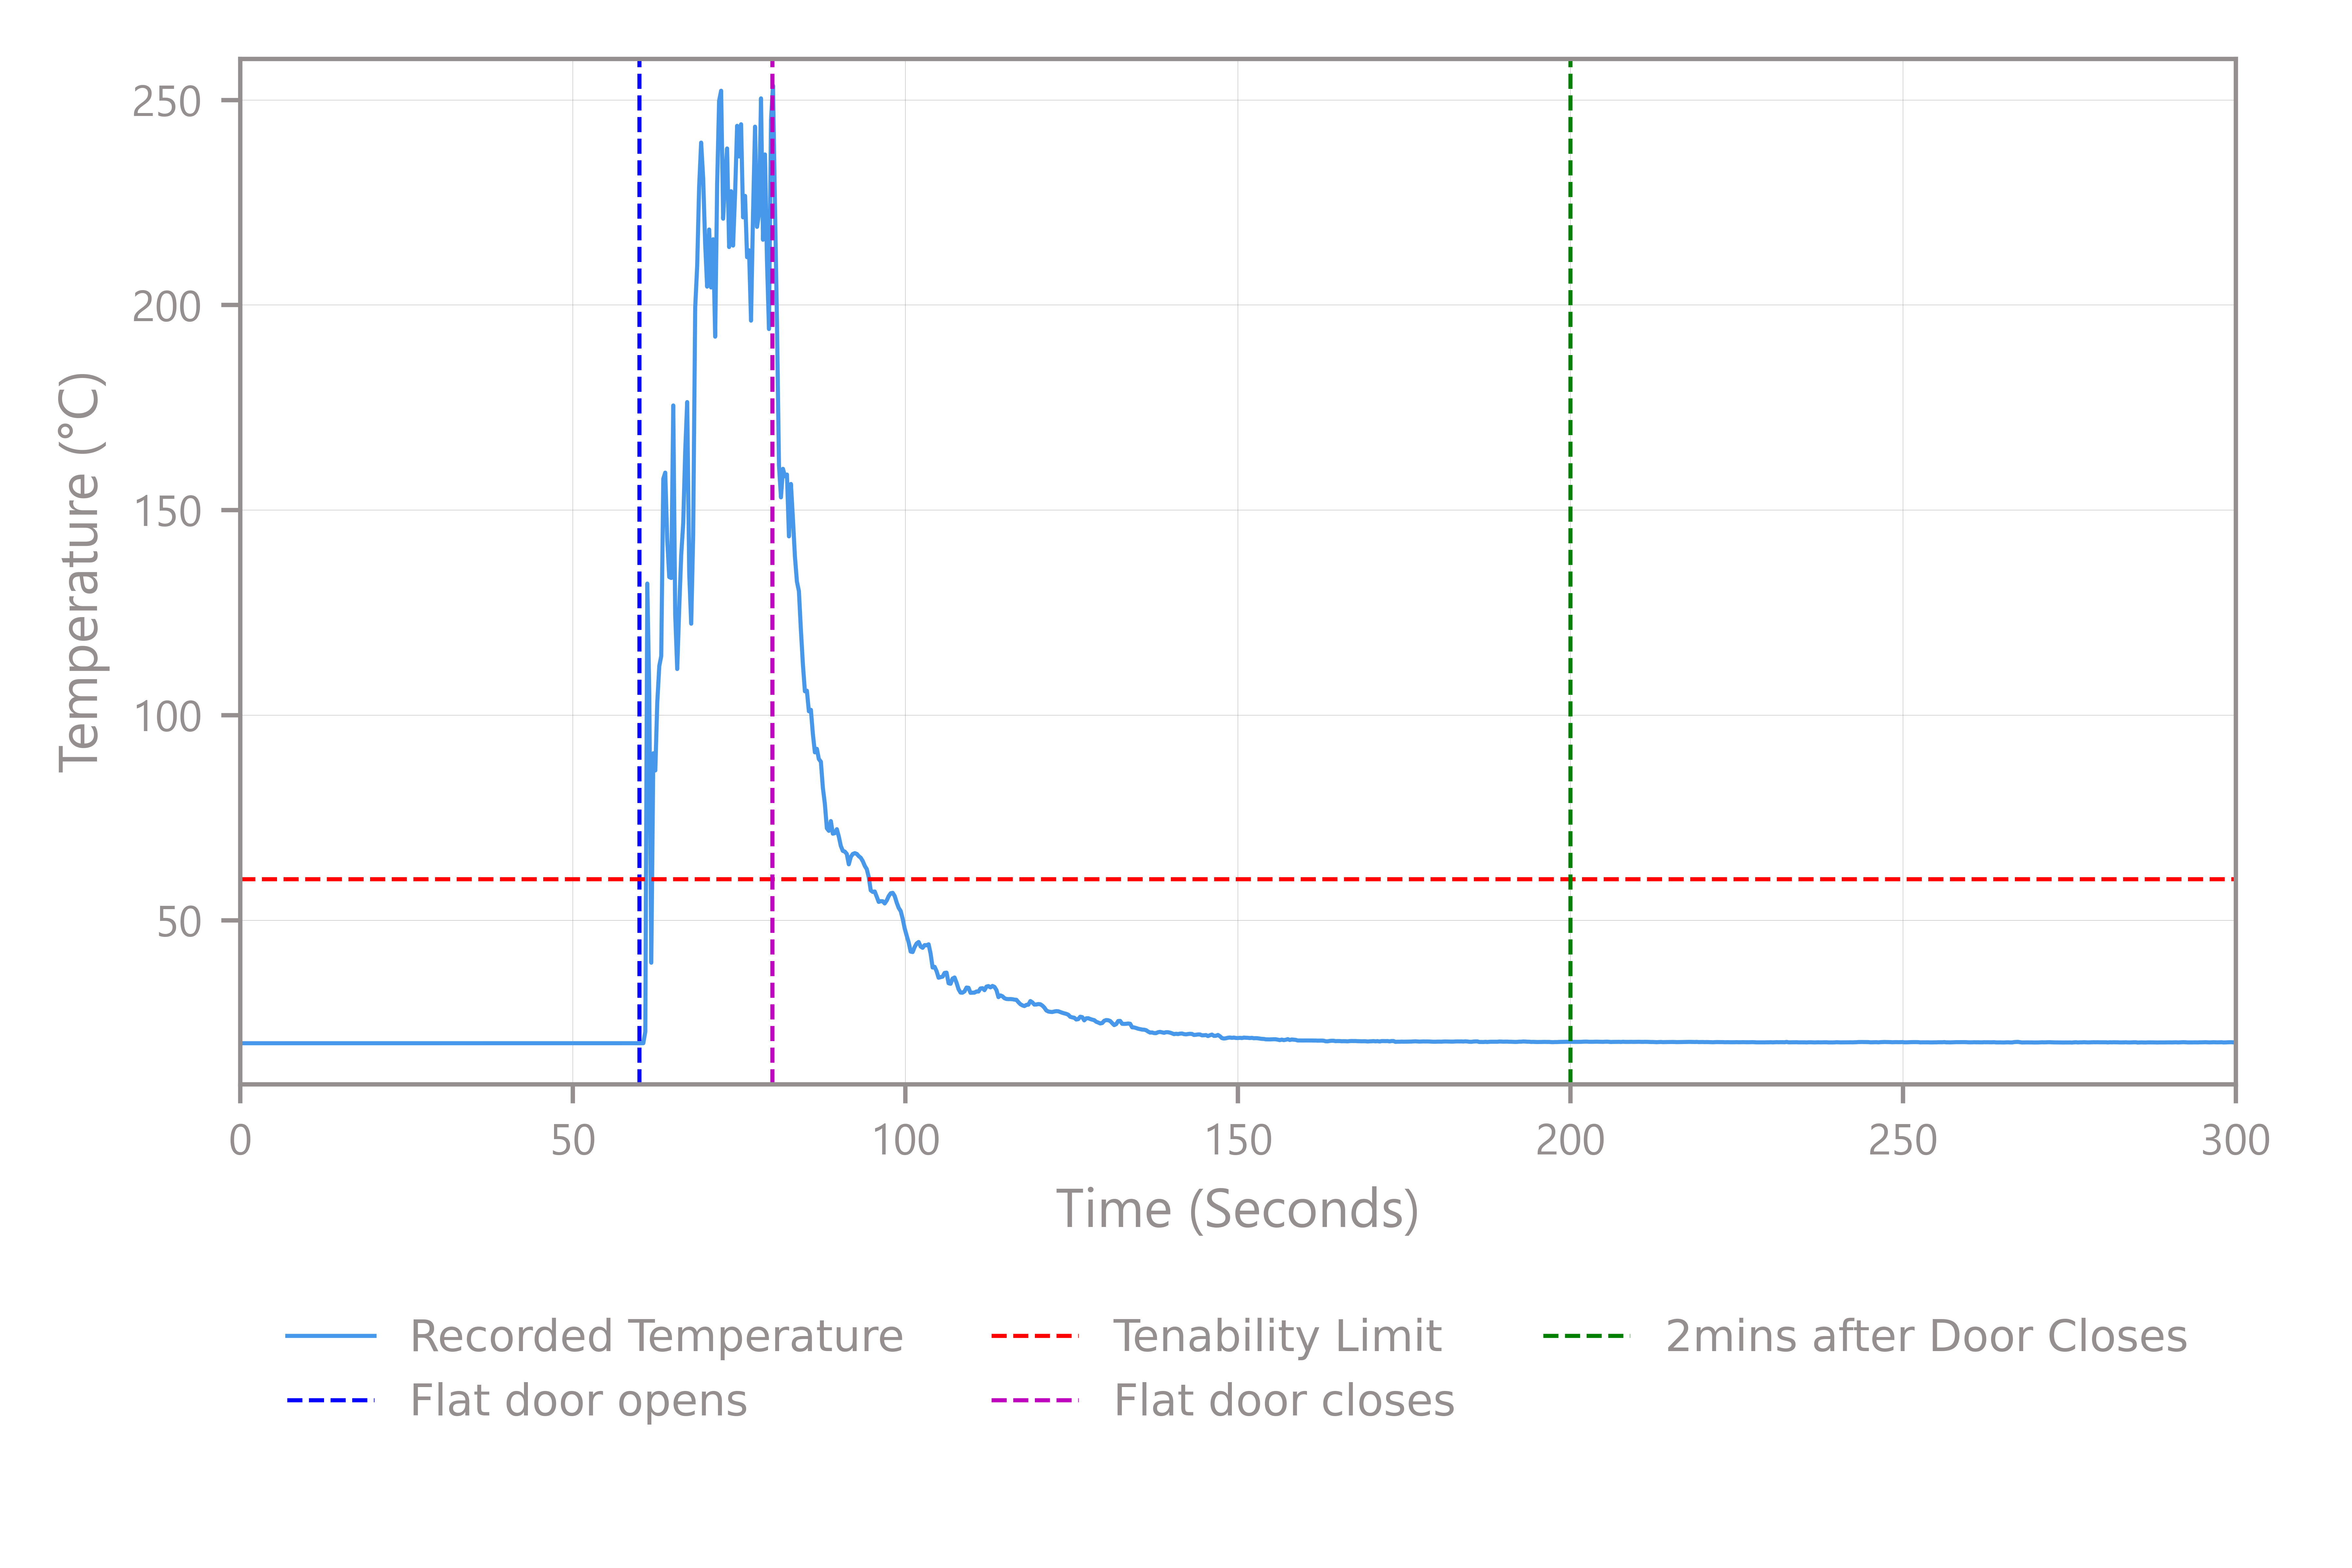 250
200
150
100
50
Temperature (°C)
0 50 100 150 200 250 300
Time (Seconds)
Recorded Temperature Tenability Limit 2mins after Door Closes
Flat door opens Flat door closes